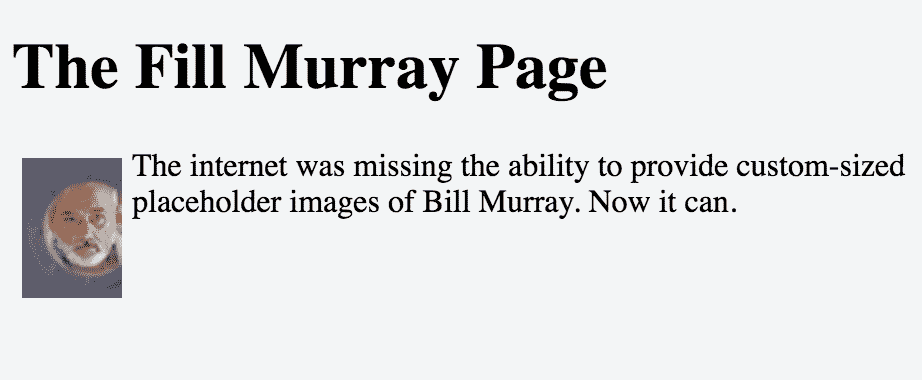 The Fill Murray Page
The internet was missing the ability to provide custom-sized
placeholder images of Bill Murray. Now it can.